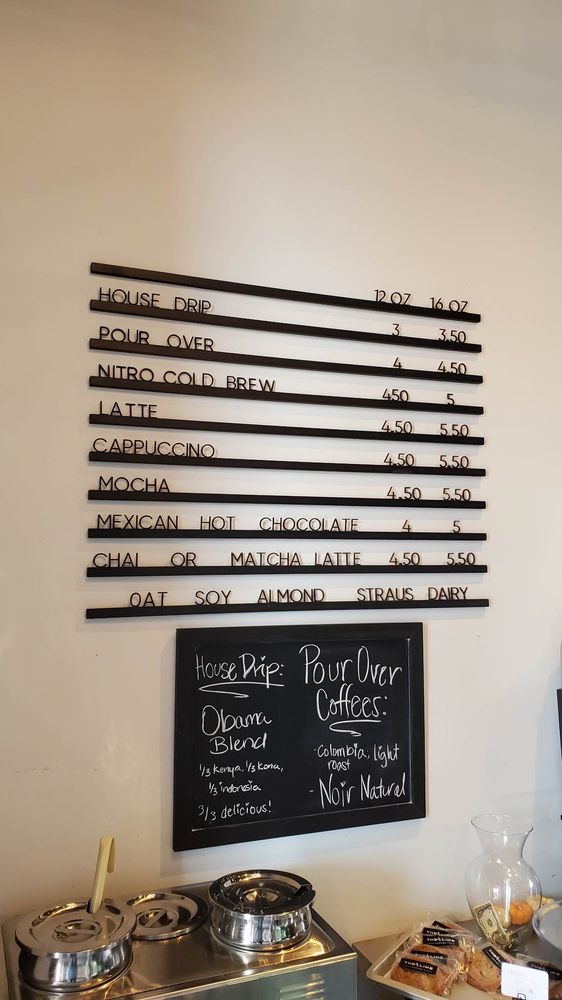 12 OZ 16 OZ
HOUSE DRIP 3 3.50
POUR OVER 4 4.50
NITRO COLD BREW 450 5
LATTE 4.50 5.50
CAPPUCCINO 4.50 5.50
MOCHA 4.50 5.50
MEXICAN HOT CHOCOLATE 4 5
CHAI OR MATCHA LATTE 4.50 5.50
OAT SOY ALMOND STRAUS DAIRY
House Drip:
Obama
Blend
1/3 Kenya, 1/3 Kona,
1/3 indonesia
3/3 delicious!
Pour Over
Coffees:
-Colombia, light
roast
- Noir Natural